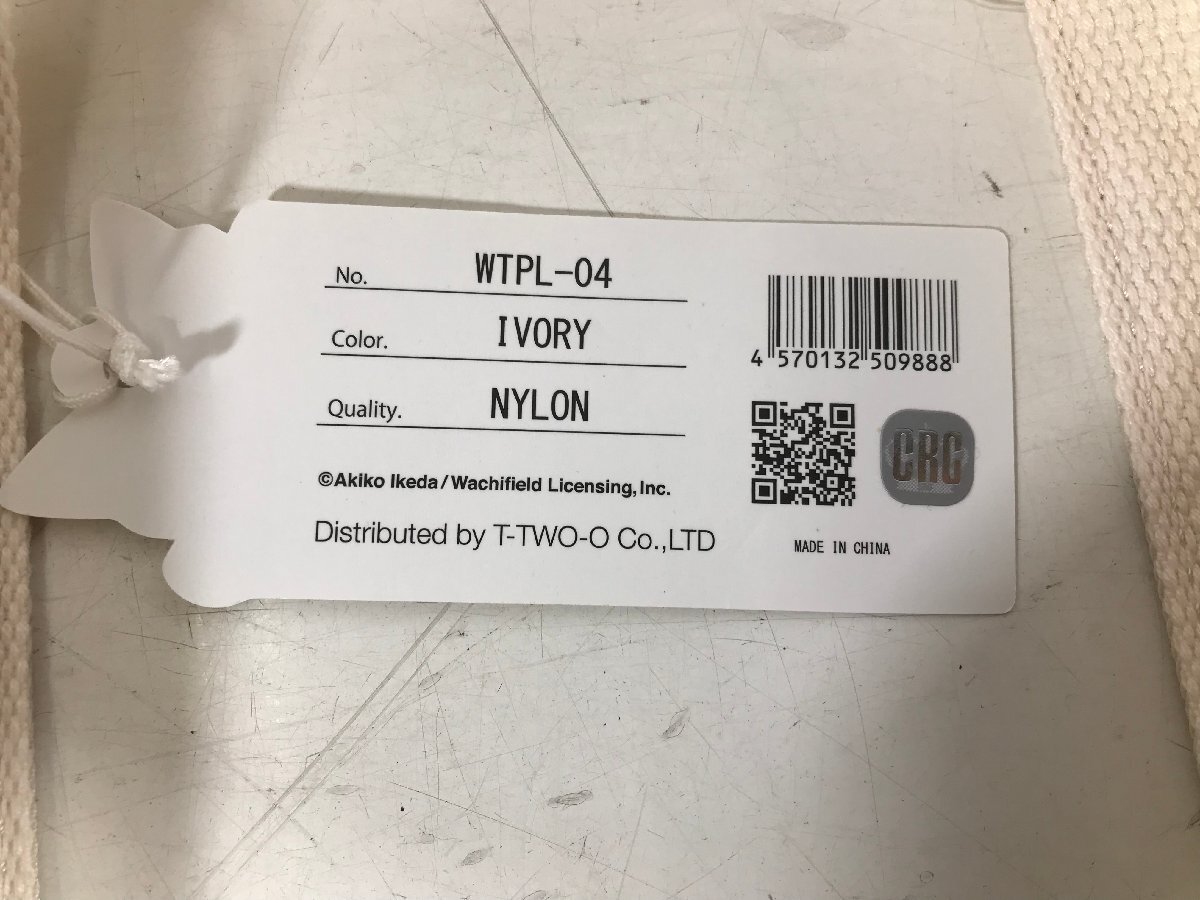 No. WTPL-04
Color. IVORY
Quality. NYLON
©Akiko Ikeda/Wachifield Licensing,Inc.
Distributed by T-TWO-O Co.,LTD
4 570132 509888
CRC
MADE IN CHINA